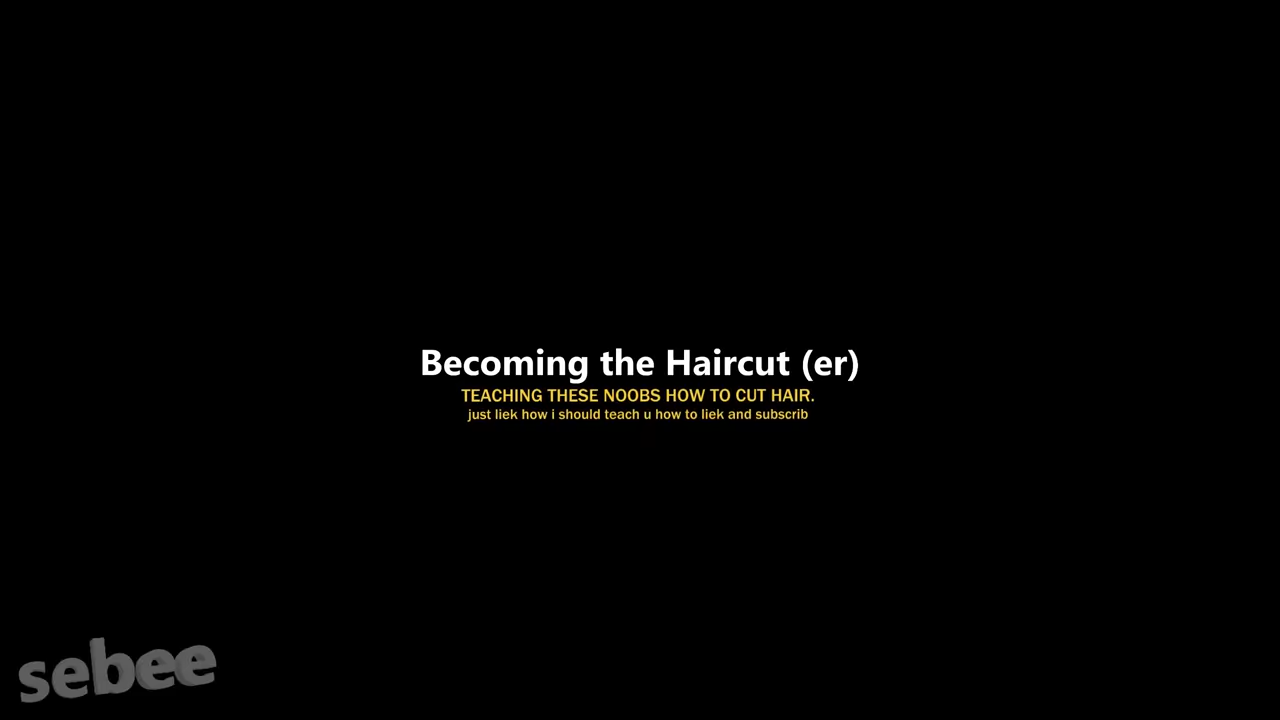 Becoming the Haircut (er)
TEACHING THESE NOOBS HOW TO CUT HAIR.
just liek how i should teach u how to liek and subscrib
sebee